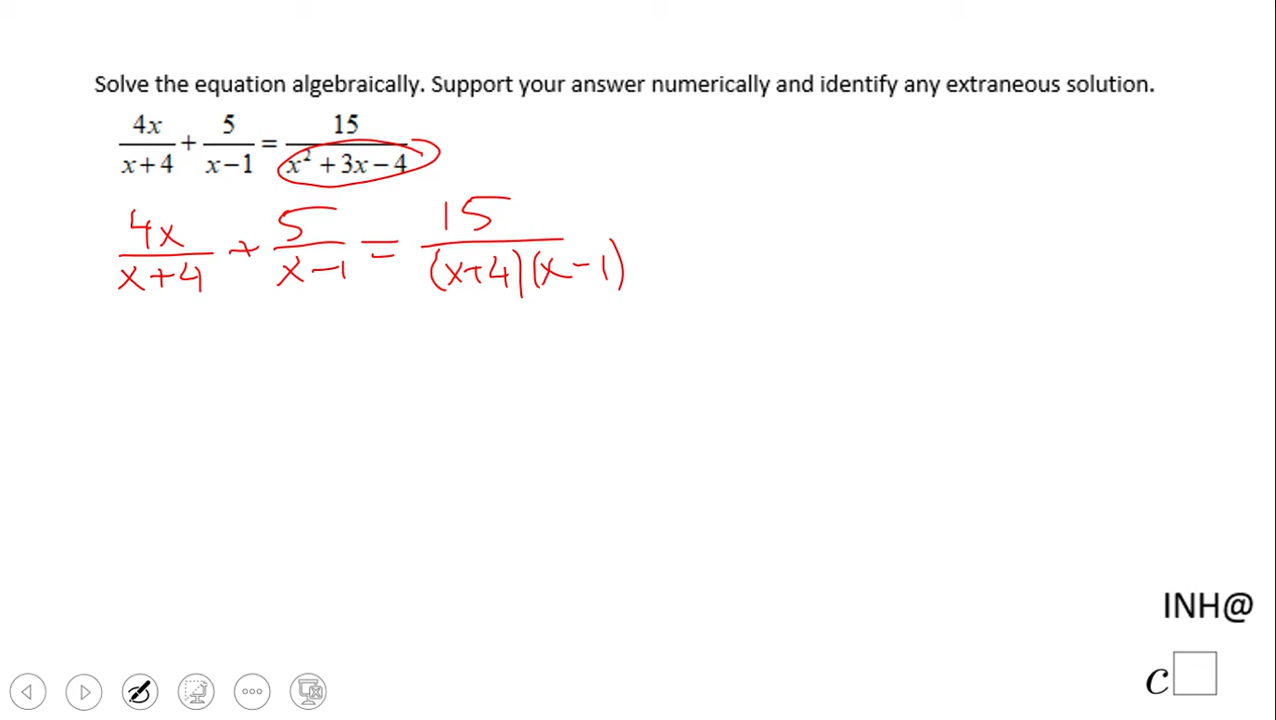 Solve the equation algebraically. Support your answer numerically and identify any extraneous solution.
4x/(x+4) + 5/(x−1) = 15/(x² + 3x − 4)
4x/(x+4) + 5/(x−1) = 15/((x+4)(x−1))
INH@
c